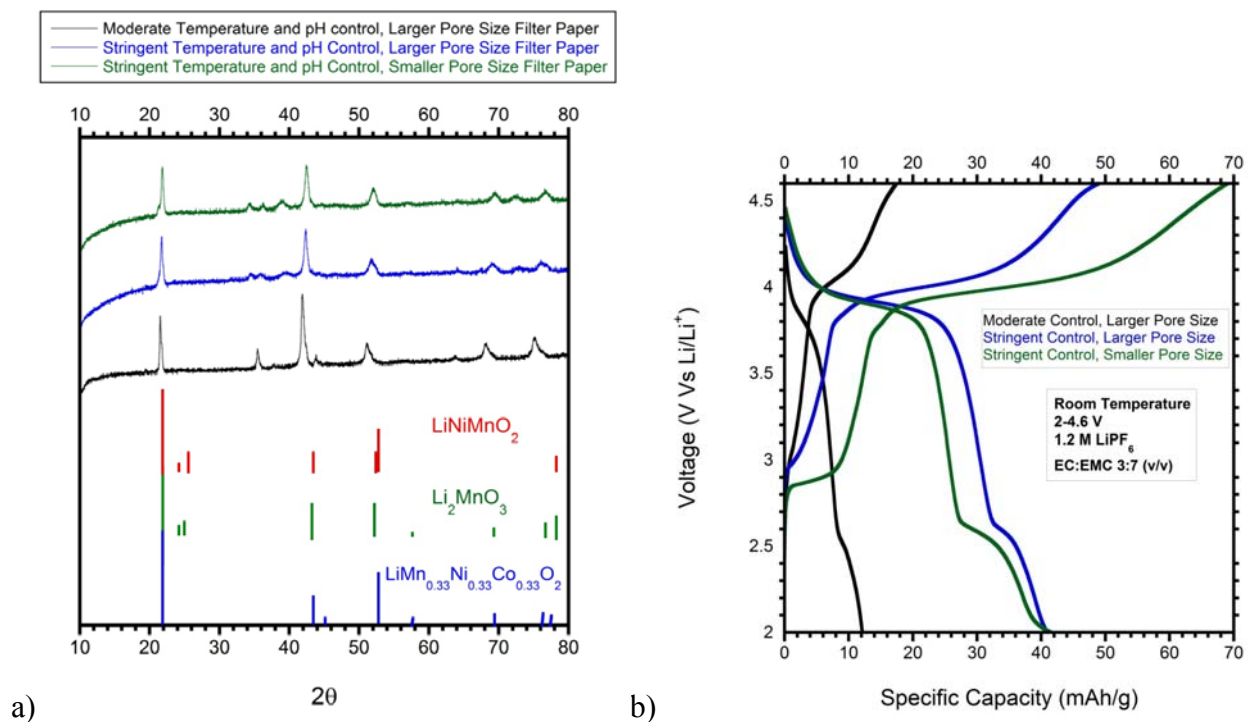 Moderate Temperature and pH control, Larger Pore Size Filter Paper
Stringent Temperature and pH Control, Larger Pore Size Filter Paper
Stringent Temperature and pH Control, Smaller Pore Size Filter Paper
10 20 30 40 50 60 70 80
LiNiMnO₂
Li₂MnO₃
LiMn₀.₃₃Ni₀.₃₃Co₀.₃₃O₂
10 20 30 40 50 60 70 80
2θ
a)
0 10 20 30 40 50 60 70
4.5
4
3.5
3
2.5
2
Voltage (V Vs Li/Li⁺)
Moderate Control, Larger Pore Size
Stringent Control, Larger Pore Size
Stringent Control, Smaller Pore Size
Room Temperature
2-4.6 V
1.2 M LiPF₆
EC:EMC 3:7 (v/v)
0 10 20 30 40 50 60 70
Specific Capacity (mAh/g)
b)